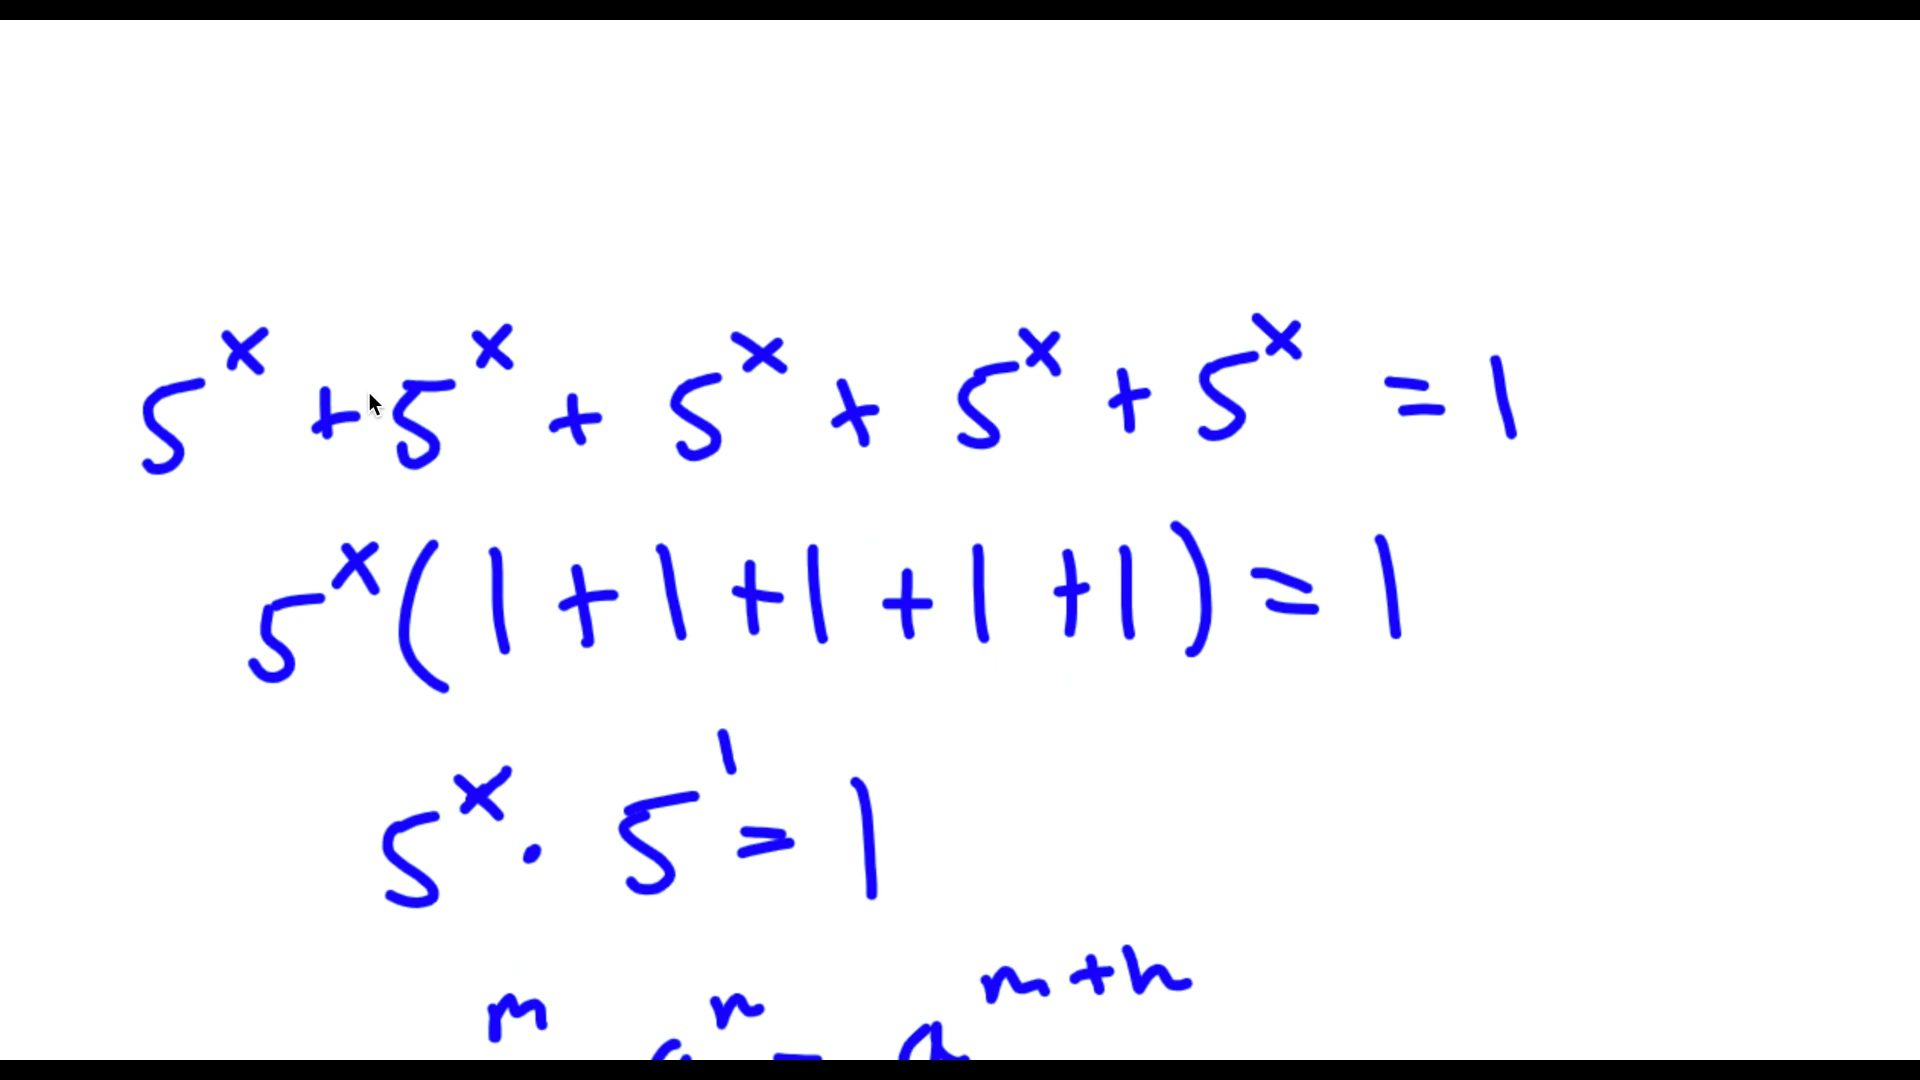 5^x + 5^x + 5^x + 5^x + 5^x = 1
5^x (1 + 1 + 1 + 1 + 1) = 1
5^x · 5^1 = 1
^m a^n = a^{m+n}